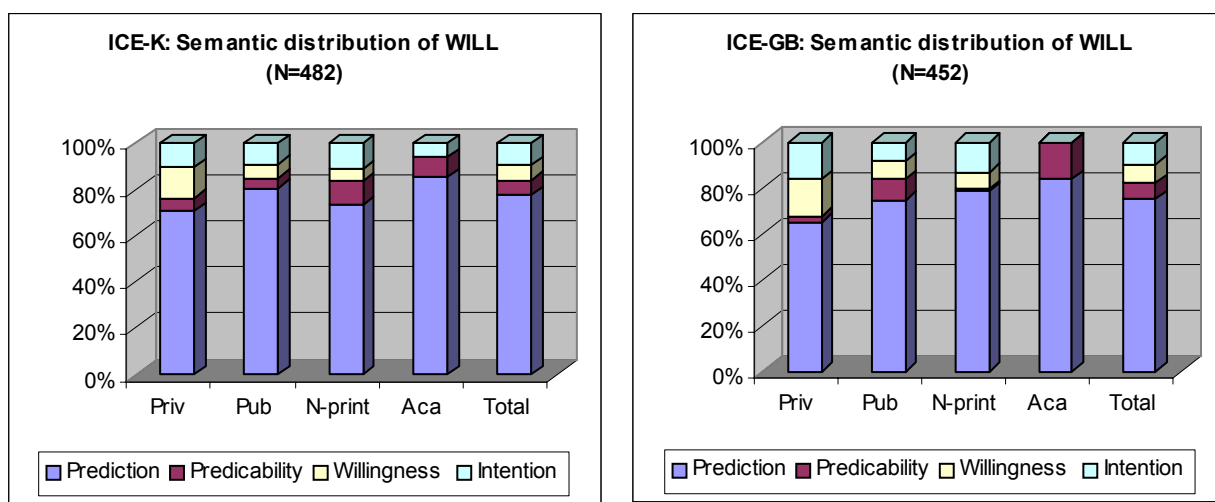 ICE-K: Semantic distribution of WILL
(N=482)
100%
80%
60%
40%
20%
0%
Priv Pub N-print Aca Total
Prediction Predicability Willingness Intention
ICE-GB: Semantic distribution of WILL
(N=452)
100%
80%
60%
40%
20%
0%
Priv Pub N-print Aca Total
Prediction Predicability Willingness Intention